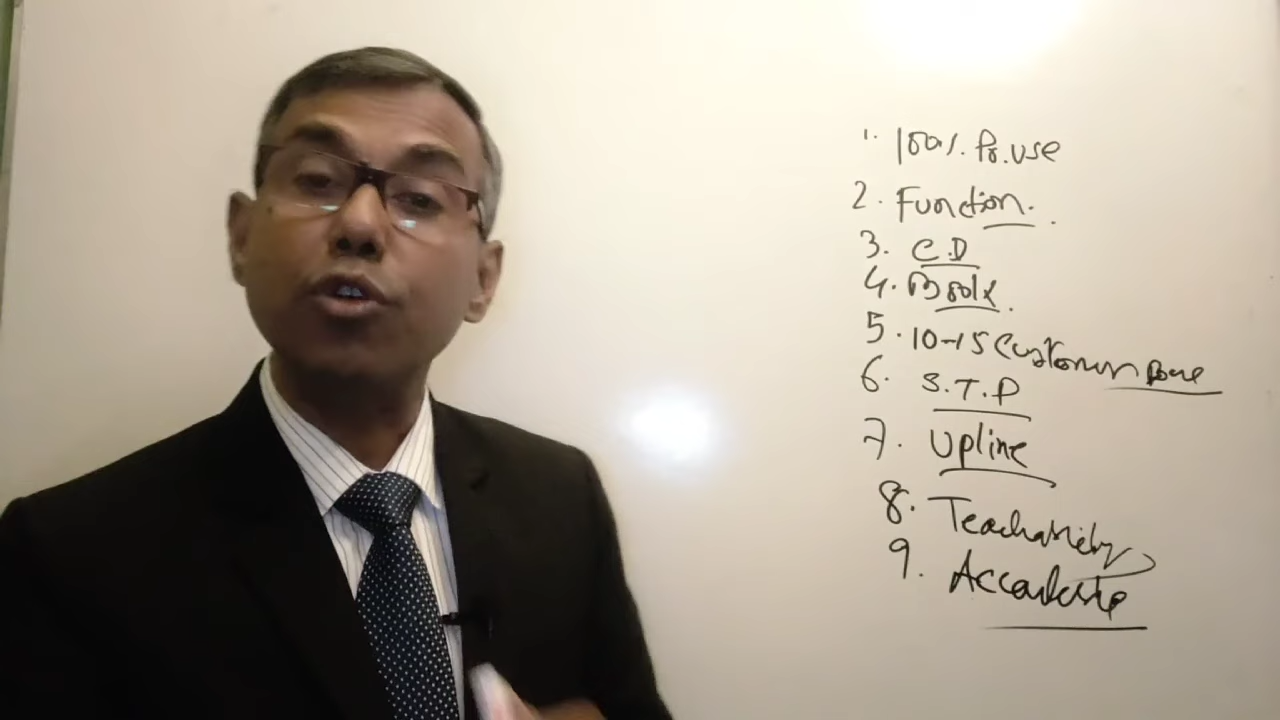 1. 100%. Pr. use
2. Function.
3. C.D
4. Book.
5. 10-15 Customer
6. S.T.P
7. Upline
8. Teachability
9.